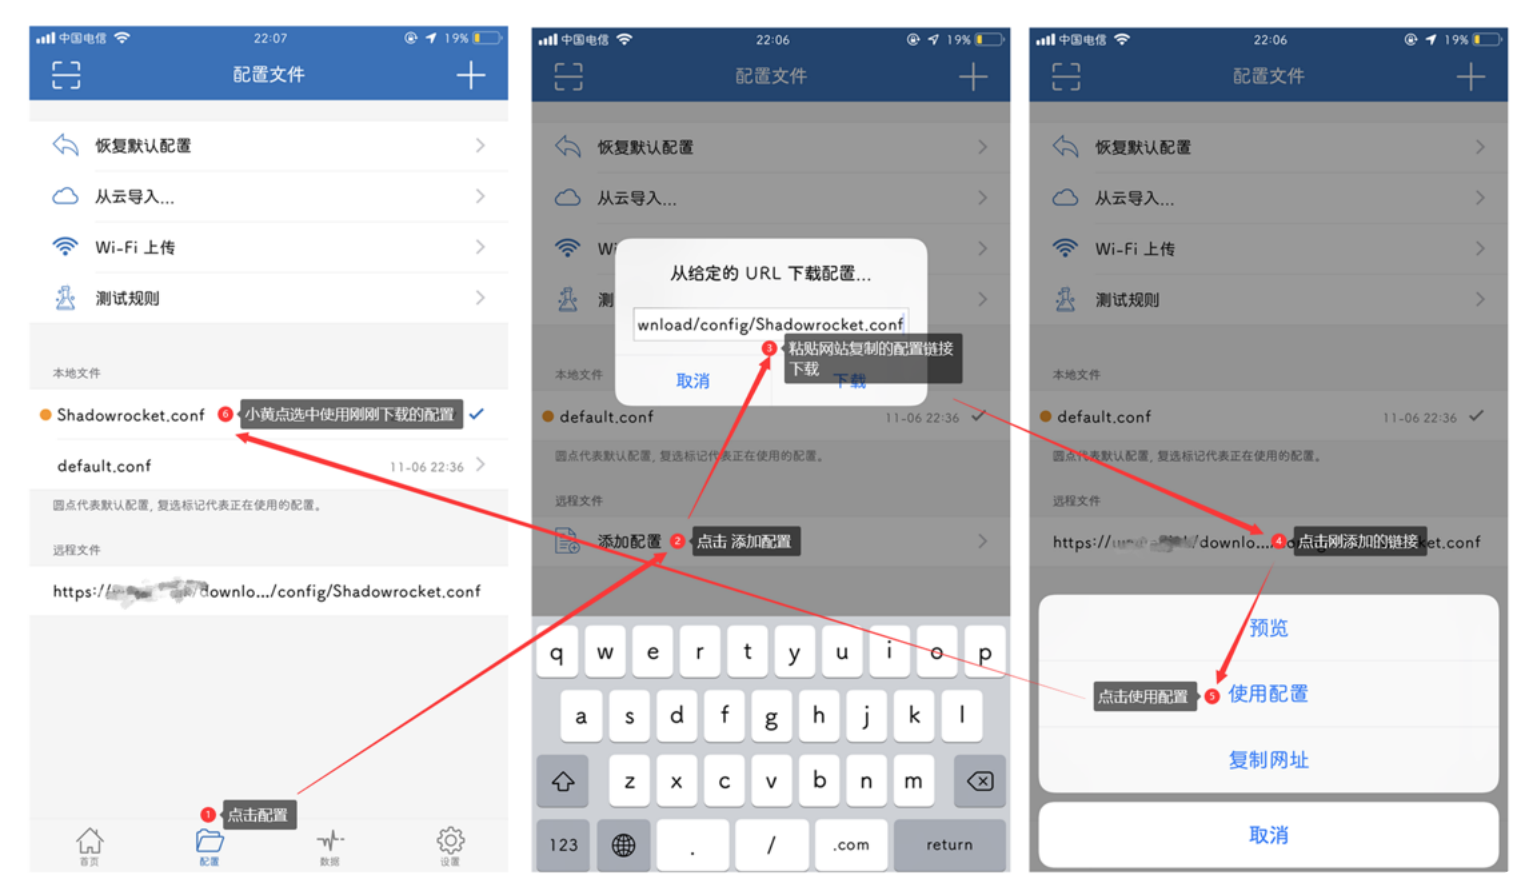 中国电信
22:07
19%
配置文件
恢复默认配置
从云导入...
Wi-Fi 上传
测试规则
本地文件
Shadowrocket.conf
6
小黄点选中使用刚刚下载的配置
default.conf
11-06 22:36
圆点代表默认配置, 复选标记代表正在使用的配置。
远程文件
https://
downlo.../config/Shadowrocket.conf
1
点击配置
首页
配置
数据
设置
中国电信
22:06
19%
配置文件
恢复默认配置
从云导入...
Wi
测
从给定的 URL 下载配置...
wnload/config/Shadowrocket.conf
3
粘贴网站复制的配置链接
下载
取消
下载
本地文件
default.conf
11-06 22:36
圆点代表默认配置, 复选标记代表正在使用的配置。
远程文件
添加配置
2
点击 添加配置
q w e r t y u i o p
a s d f g h j k l
z x c v b n m
123
.
/
.com
return
中国电信
22:06
19%
配置文件
恢复默认配置
从云导入...
Wi-Fi 上传
测试规则
本地文件
default.conf
11-06 22:36
圆点代表默认配置, 复选标记代表正在使用的配置。
远程文件
https://
/downlo...
4
点击刚添加的链接
ket.conf
预览
点击使用配置
5
使用配置
复制网址
取消